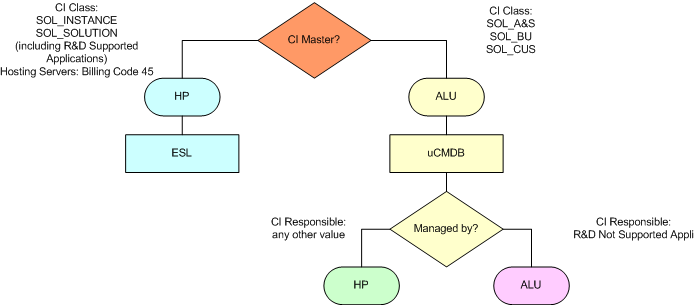 CI Class:
SOL_INSTANCE
SOL_SOLUTION
(including R&D Supported
Applications)
Hosting Servers: Billing Code 45
CI Master?
CI Class:
SOL_A&S
SOL_BU
SOL_CUS
HP
ALU
ESL
uCMDB
CI Responsible:
any other value
Managed by?
CI Responsible:
R&D Not Supported Appli
HP
ALU